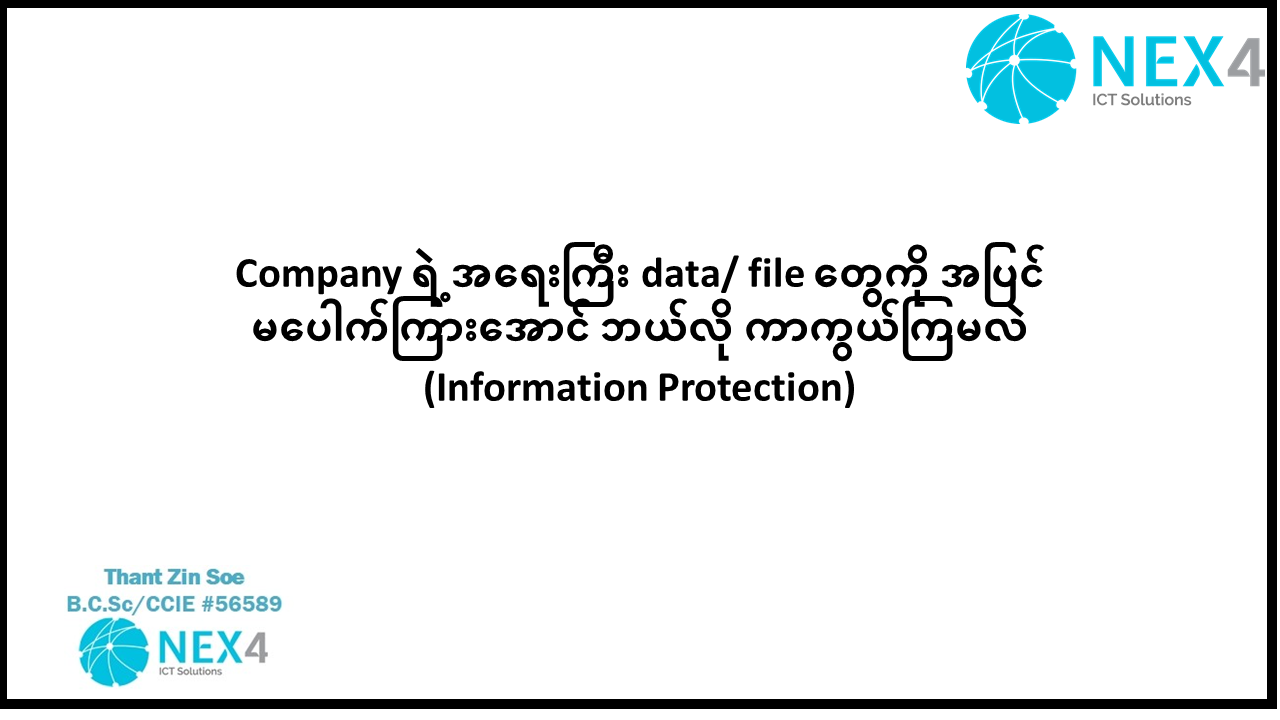 NEX4
ICT Solutions
Company ရဲ့အရေးကြီး data/ file တွေကို အပြင်
မပေါက်ကြားအောင် ဘယ်လို ကာကွယ်ကြမလဲ
(Information Protection)
Thant Zin Soe
B.C.Sc/CCIE #56589
NEX4
ICT Solutions